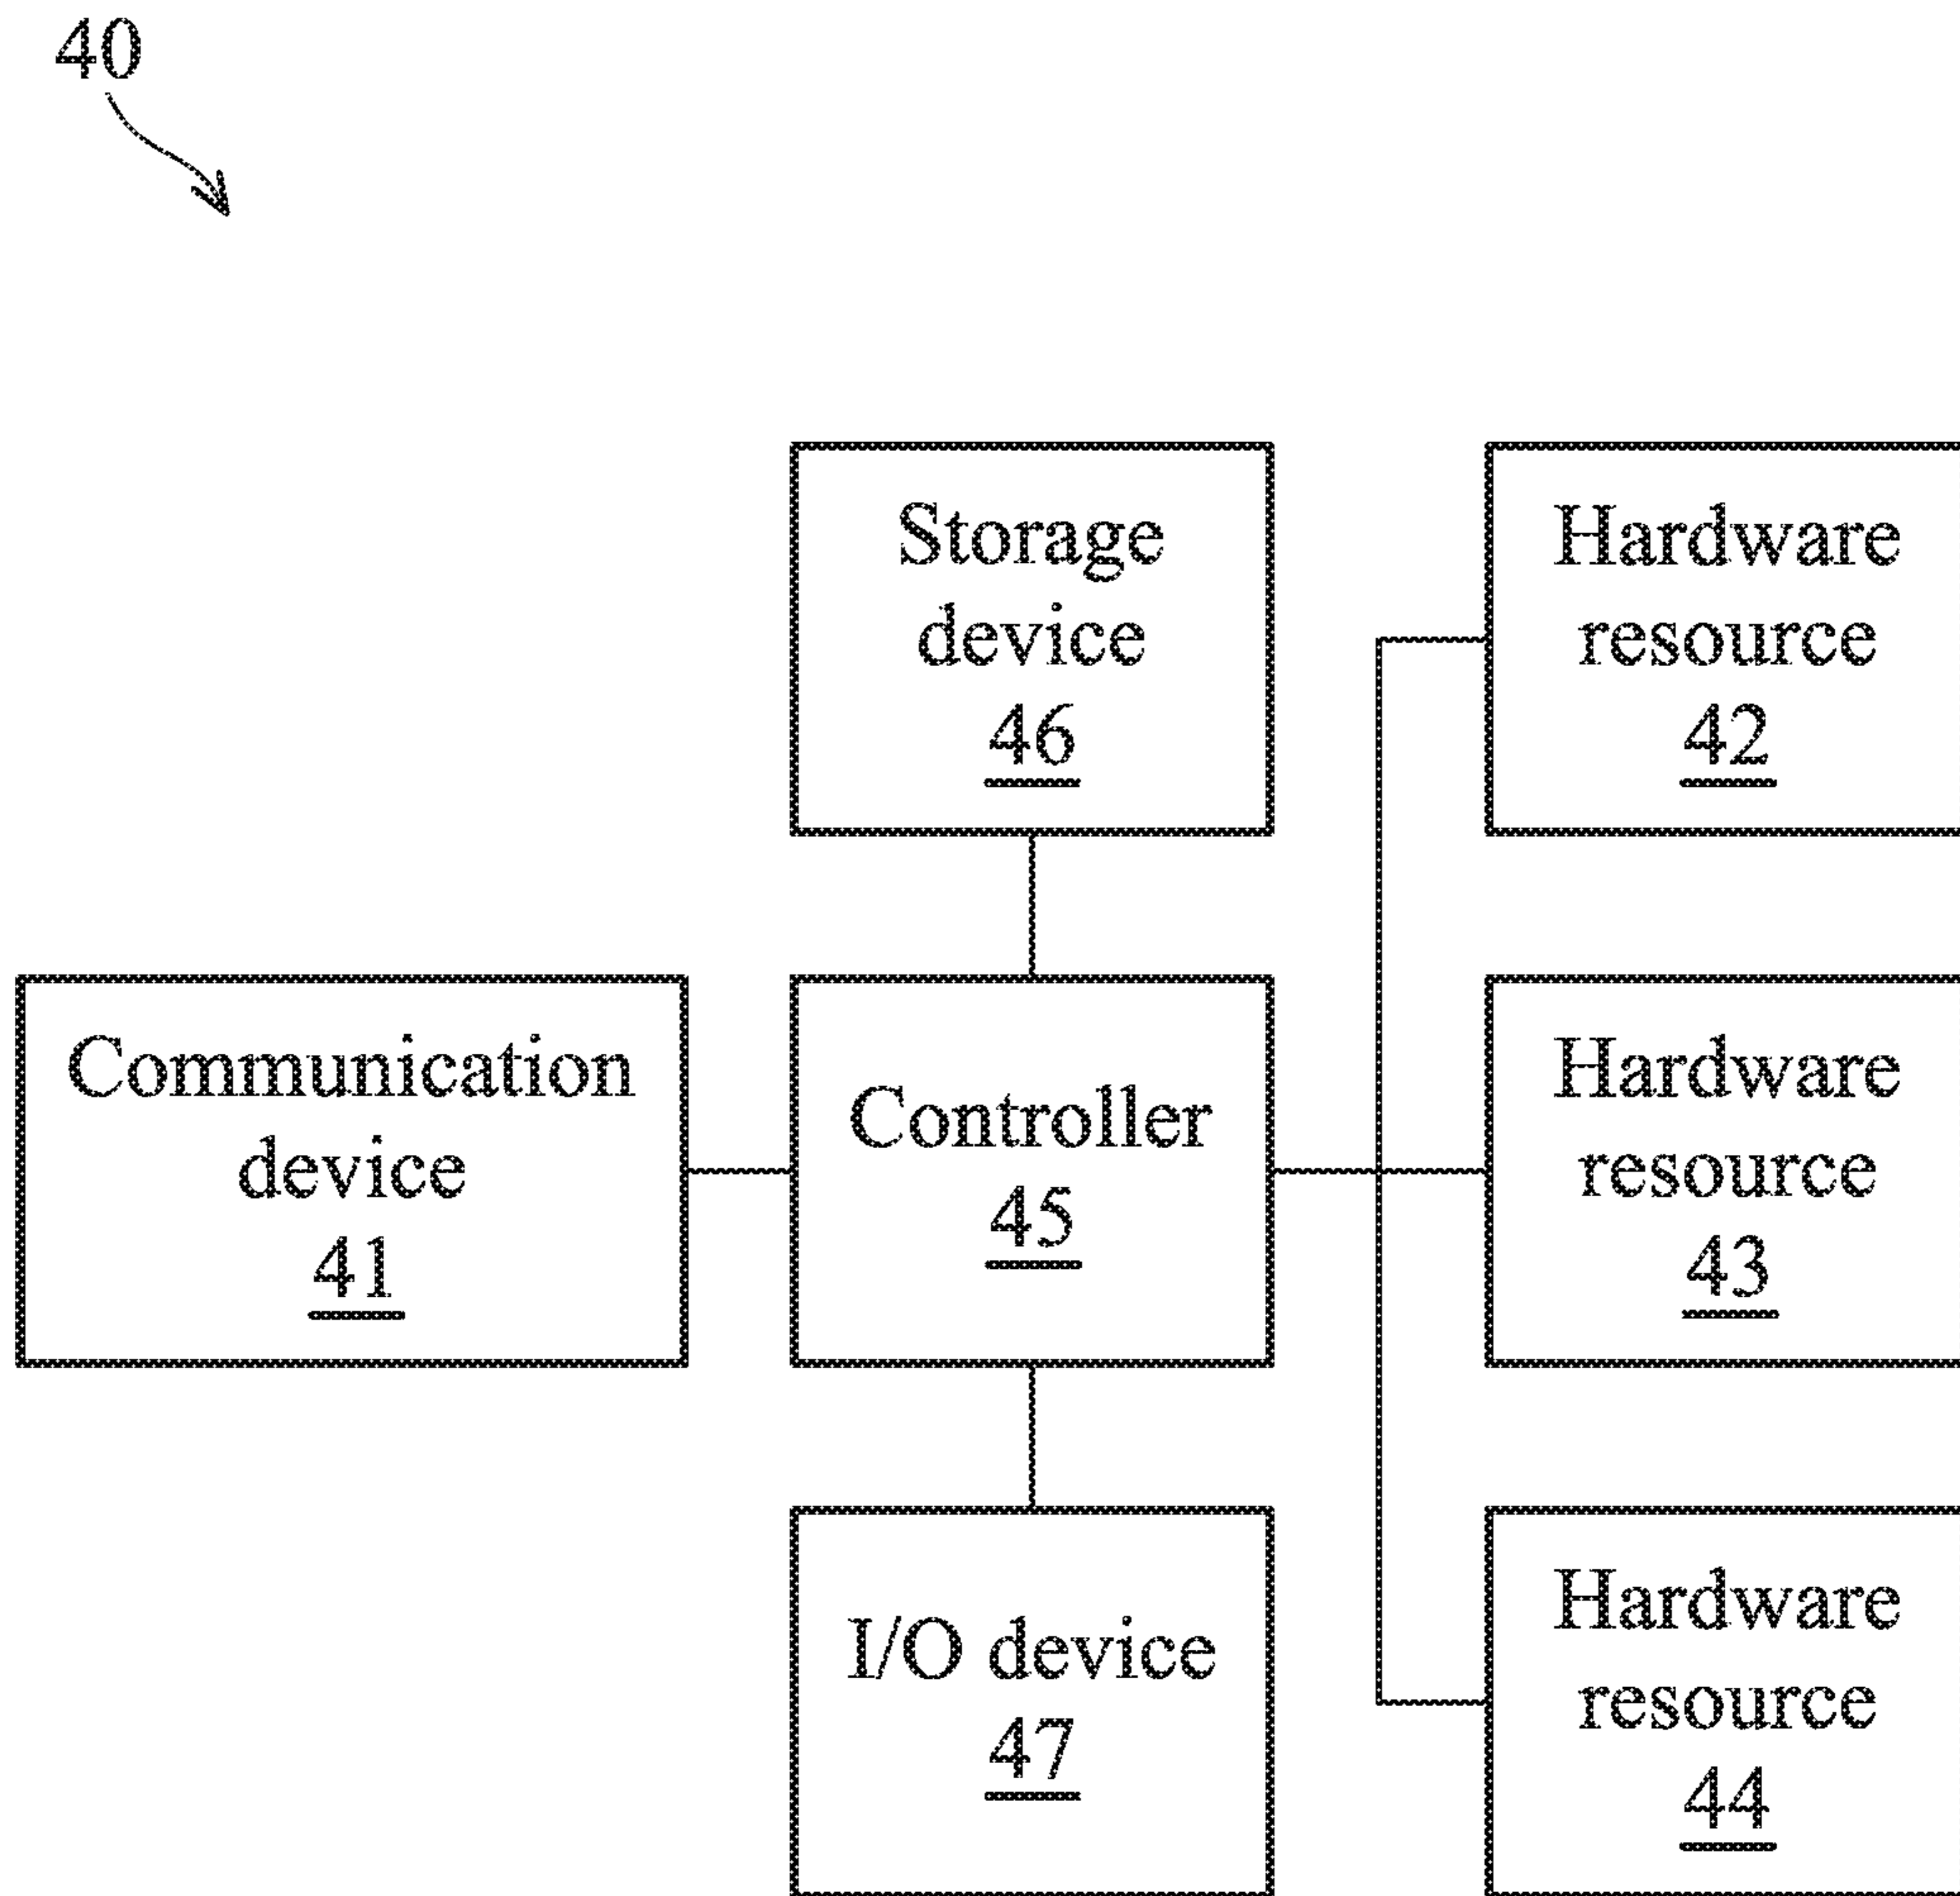 40
Storage
device
46
Hardware
resource
42
Communication
device
41
Controller
45
Hardware
resource
43
I/O device
47
Hardware
resource
44